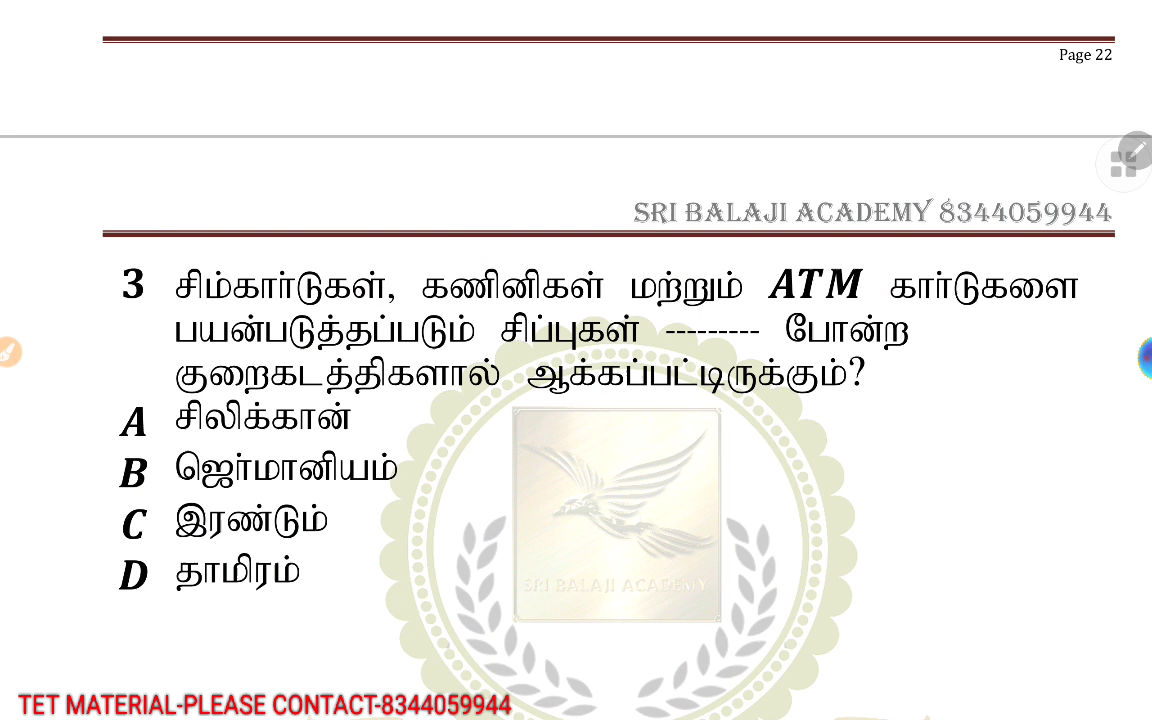 Page 22
SRI BALAJI ACADEMY 8344059944
3 சிம்கார்டுகள், கணினிகள் மற்றும் ATM கார்டுகளை
பயன்படுத்தப்படும் சிப்புகள் --------- போன்ற
குறைகடத்திகளால் ஆக்கப்பட்டிருக்கும்?
A சிலிக்கான்
B ஜெர்மானியம்
C இரண்டும்
D தாமிரம்
SRI BALAJI ACADEMY
TET MATERIAL-PLEASE CONTACT-8344059944